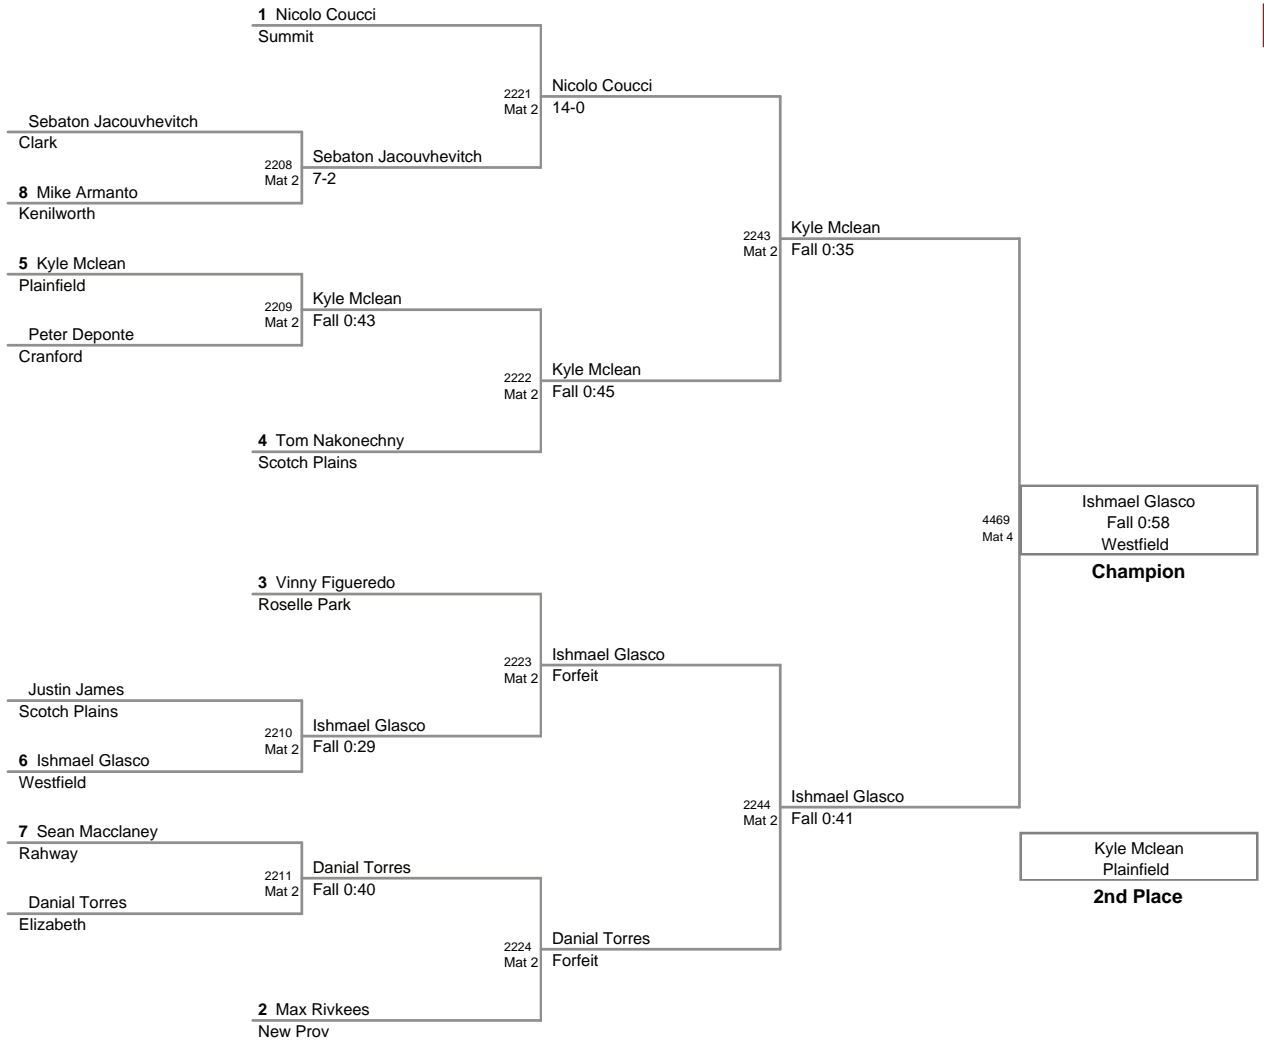 1 Nicolo Coucci
Summit
2221
Mat 2
Nicolo Coucci
14-0
Sebaton Jacouvhevitch
Clark
2208
Mat 2
Sebaton Jacouvhevitch
7-2
8 Mike Armanto
Kenilworth
2243
Mat 2
Kyle Mclean
Fall 0:35
5 Kyle Mclean
Plainfield
2209
Mat 2
Kyle Mclean
Fall 0:43
Peter Deponte
Cranford
2222
Mat 2
Kyle Mclean
Fall 0:45
4 Tom Nakonechny
Scotch Plains
4469
Mat 4
Ishmael Glasco
Fall 0:58
Westfield
Champion
3 Vinny Figueredo
Roselle Park
2223
Mat 2
Ishmael Glasco
Forfeit
Justin James
Scotch Plains
2210
Mat 2
Ishmael Glasco
Fall 0:29
6 Ishmael Glasco
Westfield
2244
Mat 2
Ishmael Glasco
Fall 0:41
7 Sean Macclaney
Rahway
2211
Mat 2
Danial Torres
Fall 0:40
Danial Torres
Elizabeth
2224
Mat 2
Danial Torres
Forfeit
2 Max Rivkees
New Prov
Kyle Mclean
Plainfield
2nd Place